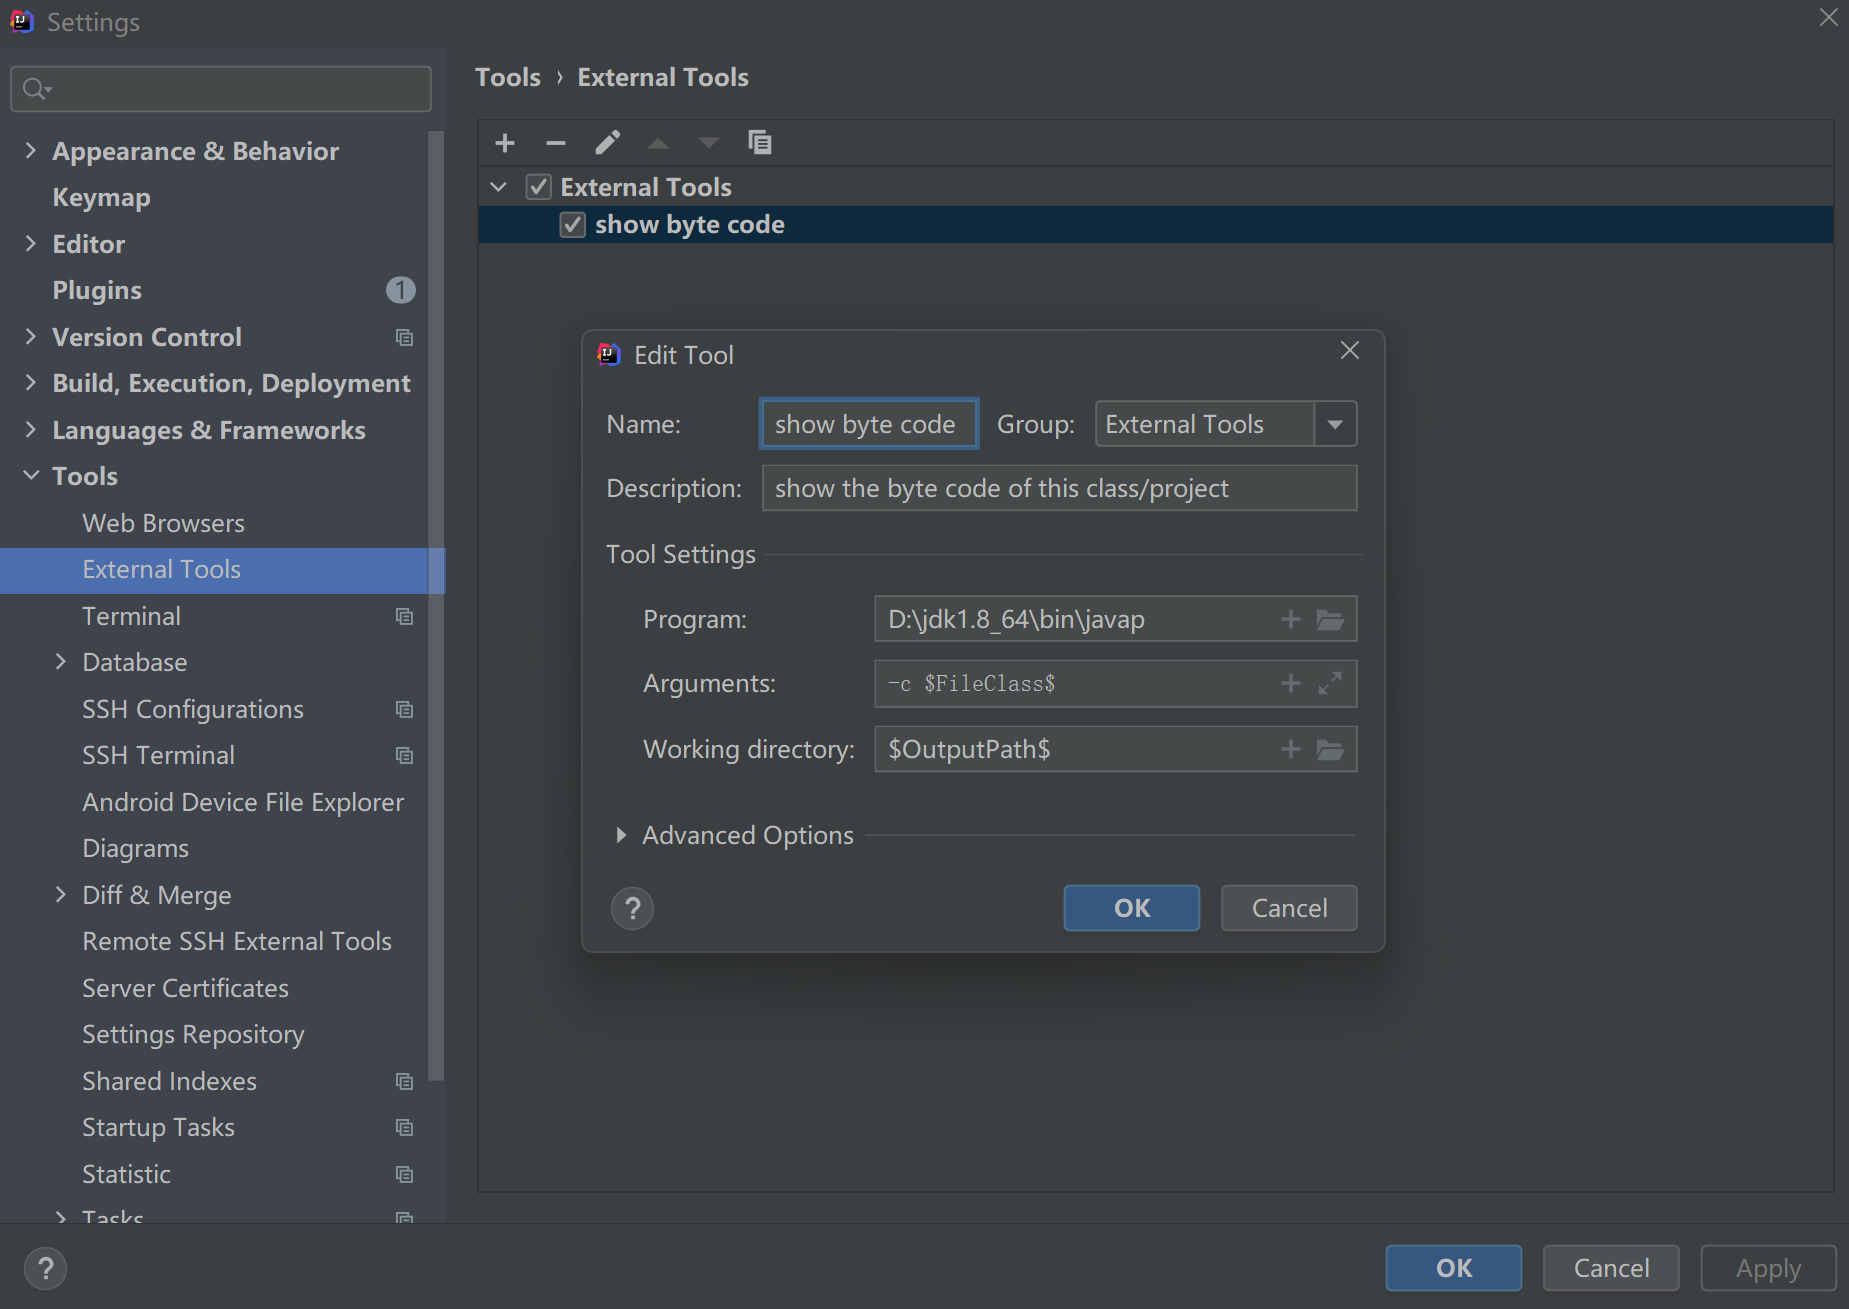 Settings
Tools › External Tools
Appearance & Behavior
Keymap
Editor
Plugins
1
Version Control
Build, Execution, Deployment
Languages & Frameworks
Tools
Web Browsers
External Tools
Terminal
Database
SSH Configurations
SSH Terminal
Android Device File Explorer
Diagrams
Diff & Merge
Remote SSH External Tools
Server Certificates
Settings Repository
Shared Indexes
Startup Tasks
Statistic
Tasks
External Tools
show byte code
Edit Tool
Name: show byte code Group: External Tools
Description: show the byte code of this class/project
Tool Settings
Program: D:\jdk1.8_64\bin\javap
Arguments: -c $FileClass$
Working directory: $OutputPath$
Advanced Options
? OK Cancel
? OK Cancel Apply